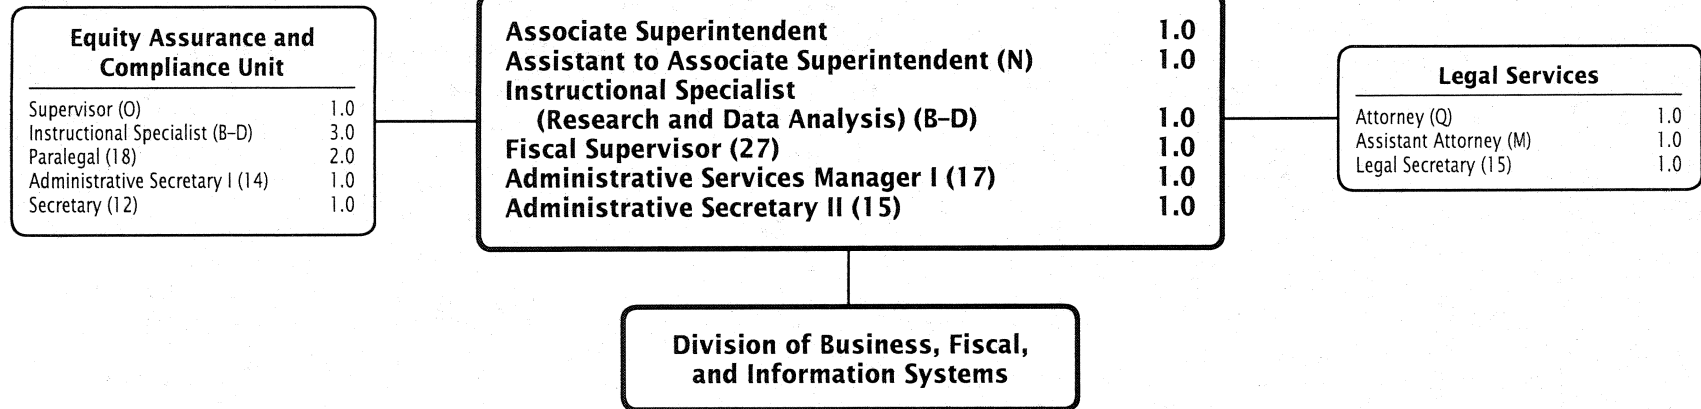 Equity Assurance and
Compliance Unit
Supervisor (O) 1.0
Instructional Specialist (B–D) 3.0
Paralegal (18) 2.0
Administrative Secretary I (14) 1.0
Secretary (12) 1.0
Associate Superintendent 1.0
Assistant to Associate Superintendent (N) 1.0
Instructional Specialist
(Research and Data Analysis) (B–D) 1.0
Fiscal Supervisor (27) 1.0
Administrative Services Manager I (17) 1.0
Administrative Secretary II (15) 1.0
Legal Services
Attorney (Q) 1.0
Assistant Attorney (M) 1.0
Legal Secretary (15) 1.0
Division of Business, Fiscal,
and Information Systems